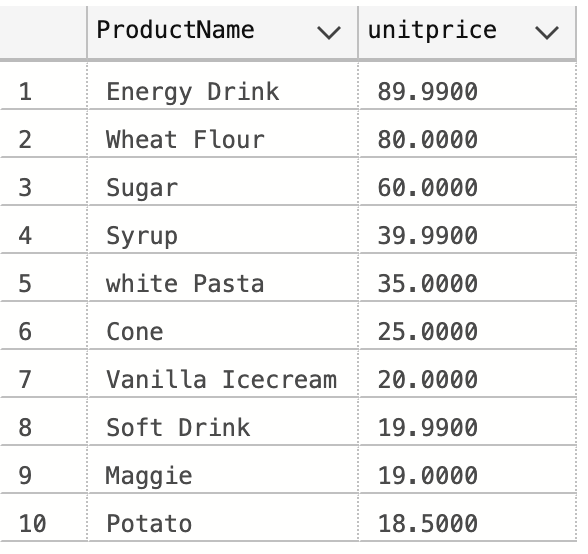 ProductName unitprice
1 Energy Drink 89.9900
2 Wheat Flour 80.0000
3 Sugar 60.0000
4 Syrup 39.9900
5 white Pasta 35.0000
6 Cone 25.0000
7 Vanilla Icecream 20.0000
8 Soft Drink 19.9900
9 Maggie 19.0000
10 Potato 18.5000